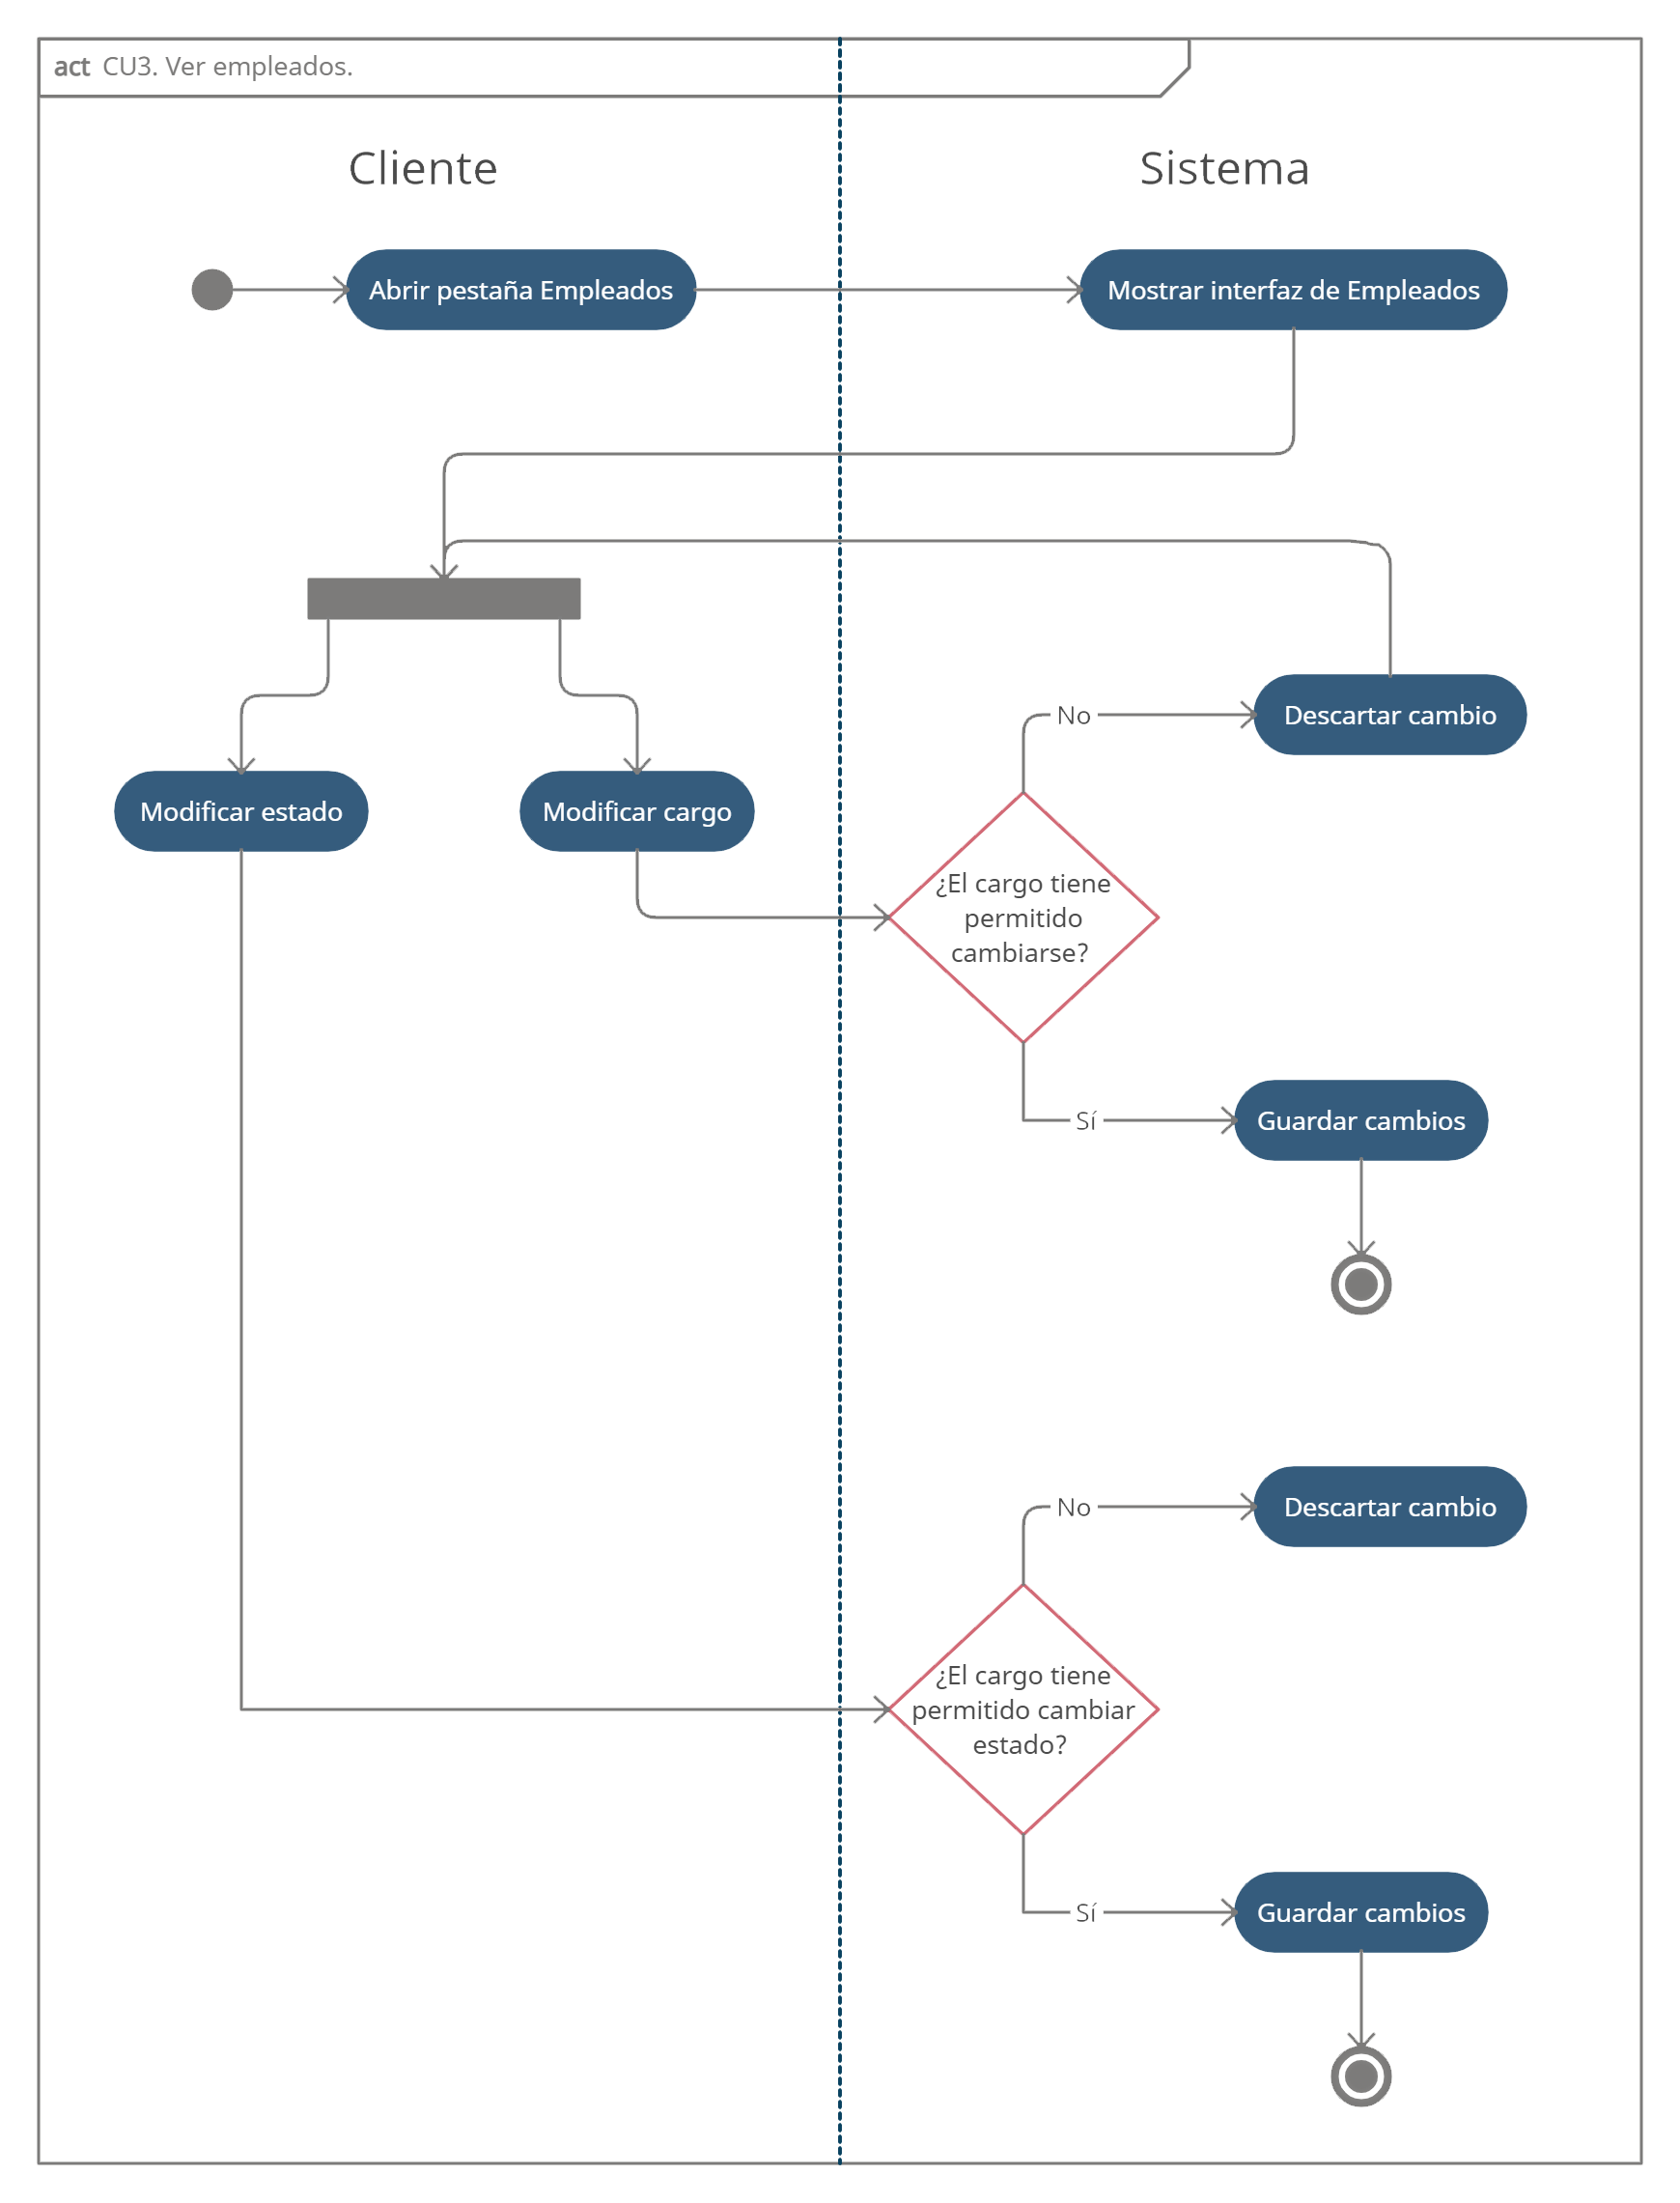 act CU3. Ver empleados.
Cliente
Sistema
Abrir pestaña Empleados
Mostrar interfaz de Empleados
No
Descartar cambio
Modificar estado
Modificar cargo
¿El cargo tiene
permitido
cambiarse?
Sí
Guardar cambios
No
Descartar cambio
¿El cargo tiene
permitido cambiar
estado?
Sí
Guardar cambios